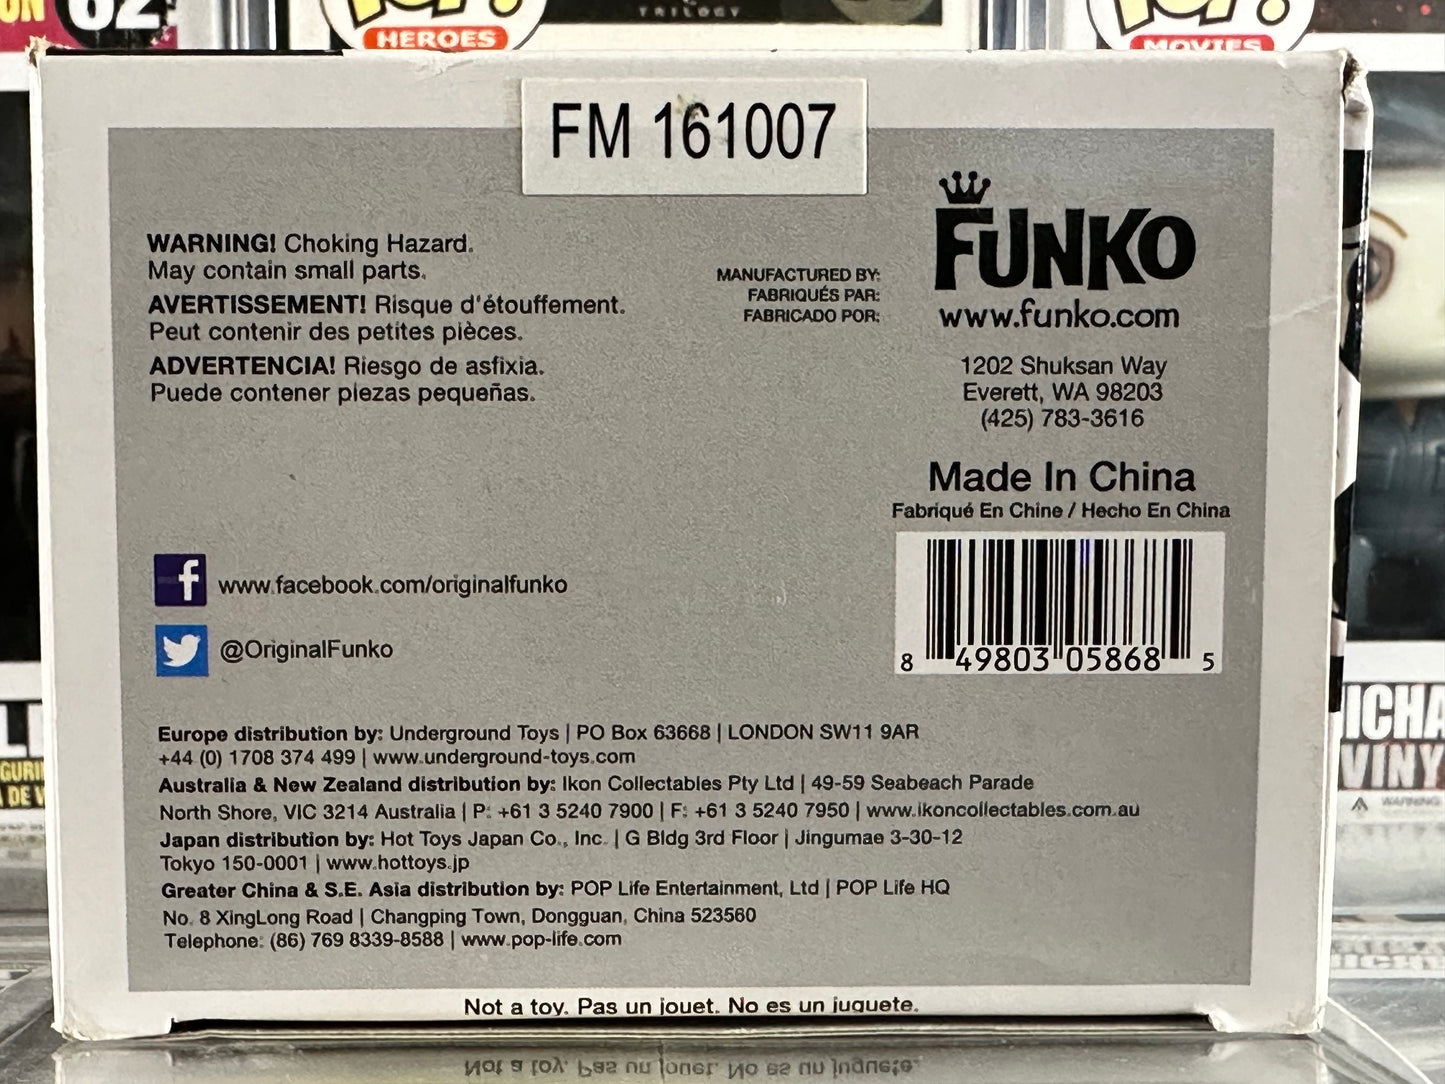 ON 62
POP!
HEROES
TRILOGY
POP!
MOVIES
FM 161007
WARNING! Choking Hazard.
May contain small parts.
AVERTISSEMENT! Risque d'étouffement.
Peut contenir des petites pièces.
ADVERTENCIA! Riesgo de asfixia.
Puede contener piezas pequeñas.
MANUFACTURED BY:
FABRIQUÉS PAR:
FABRICADO POR:
FUNKO
www.funko.com
1202 Shuksan Way
Everett, WA 98203
(425) 783-3616
Made In China
Fabriqué En Chine / Hecho En China
8 49803 05868 5
f www.facebook.com/originalfunko
@OriginalFunko
Europe distribution by: Underground Toys | PO Box 63668 | LONDON SW11 9AR
+44 (0) 1708 374 499 | www.underground-toys.com
Australia & New Zealand distribution by: Ikon Collectables Pty Ltd | 49-59 Seabeach Parade
North Shore, VIC 3214 Australia | P: +61 3 5240 7900 | F: +61 3 5240 7950 | www.ikoncollectables.com.au
Japan distribution by: Hot Toys Japan Co., Inc. | G Bldg 3rd Floor | Jingumae 3-30-12
Tokyo 150-0001 | www.hottoys.jp
Greater China & S.E. Asia distribution by: POP Life Entertainment, Ltd | POP Life HQ
No. 8 XingLong Road | Changping Town, Dongguan, China 523560
Telephone: (86) 769 8339-8588 | www.pop-life.com
Not a toy. Pas un jouet. No es un juguete.
ICHA
VINY
WARNING